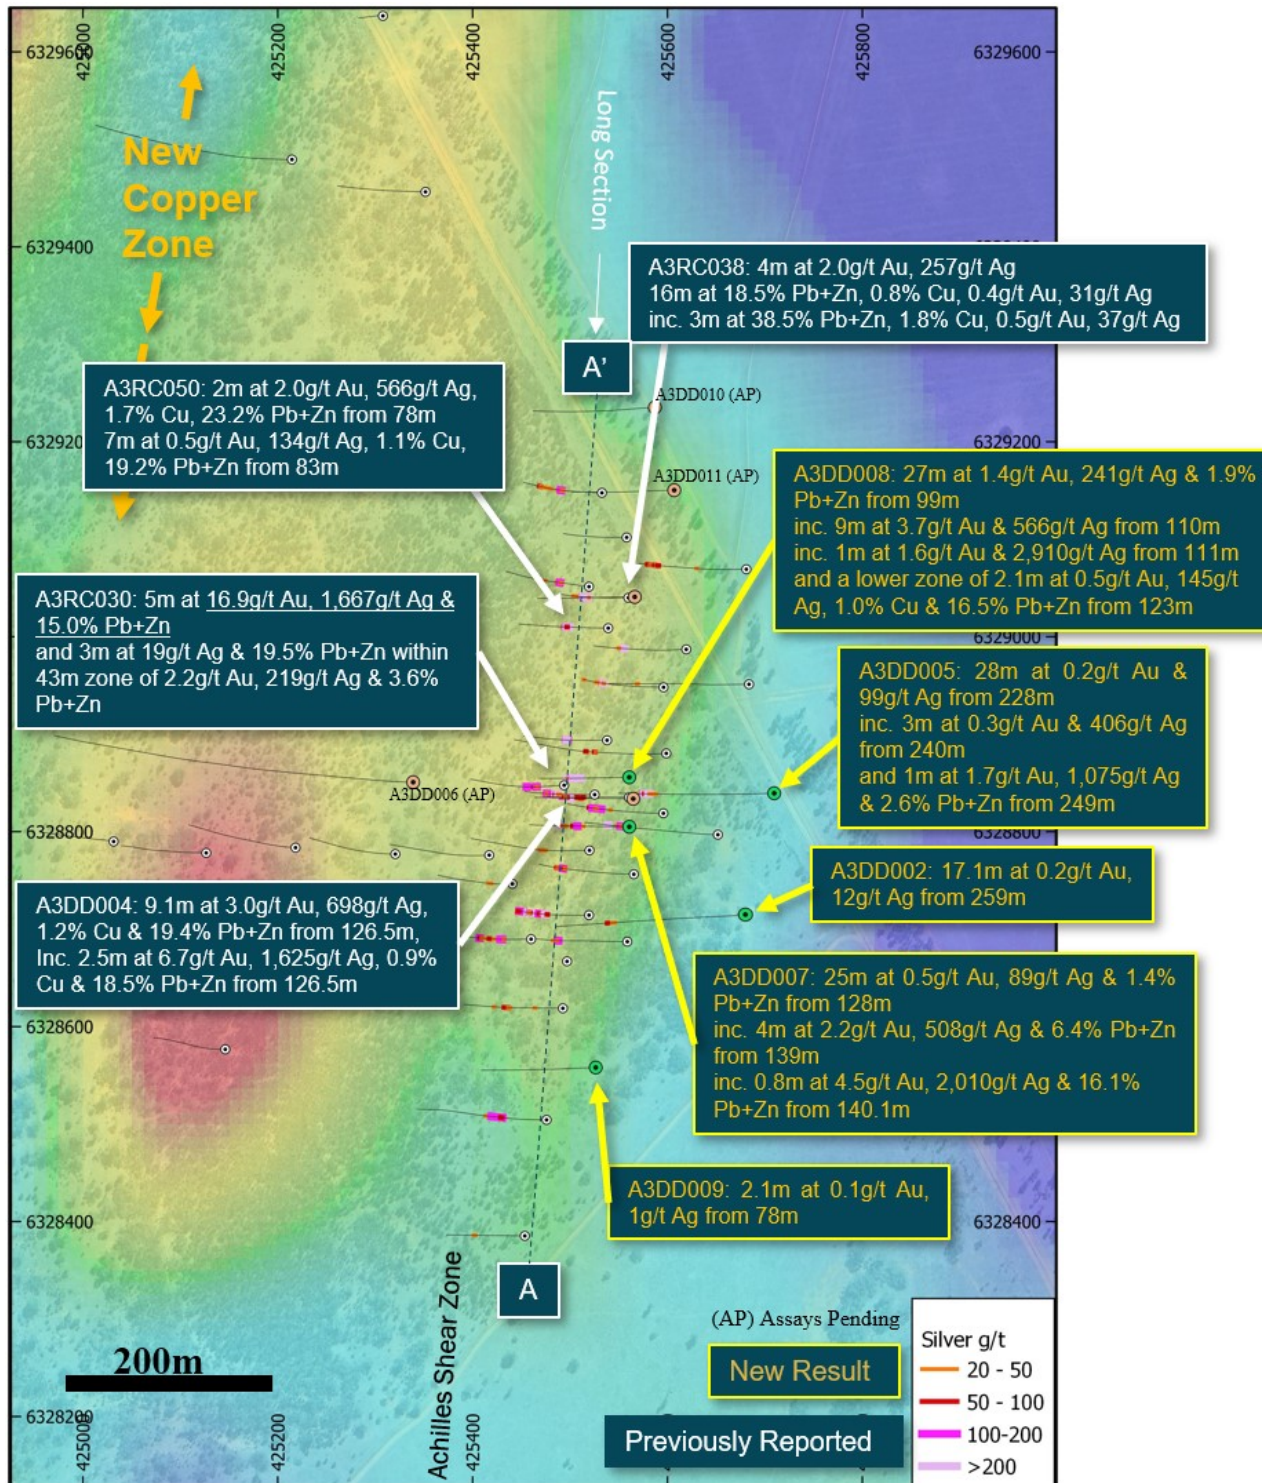 425000
425200
425400
425600
425800
6329600
6329600
New
Copper
Zone
Long Section
6329400
A3RC038: 4m at 2.0g/t Au, 257g/t Ag
16m at 18.5% Pb+Zn, 0.8% Cu, 0.4g/t Au, 31g/t Ag
inc. 3m at 38.5% Pb+Zn, 1.8% Cu, 0.5g/t Au, 37g/t Ag
A'
A3RC050: 2m at 2.0g/t Au, 566g/t Ag,
1.7% Cu, 23.2% Pb+Zn from 78m
7m at 0.5g/t Au, 134g/t Ag, 1.1% Cu,
19.2% Pb+Zn from 83m
A3DD010 (AP)
6329200
6329200
A3DD011 (AP)
A3DD008: 27m at 1.4g/t Au, 241g/t Ag & 1.9%
Pb+Zn from 99m
inc. 9m at 3.7g/t Au & 566g/t Ag from 110m
inc. 1m at 1.6g/t Au & 2,910g/t Ag from 111m
and a lower zone of 2.1m at 0.5g/t Au, 145g/t
Ag, 1.0% Cu & 16.5% Pb+Zn from 123m
A3RC030: 5m at 16.9g/t Au, 1,667g/t Ag &
15.0% Pb+Zn
and 3m at 19g/t Ag & 19.5% Pb+Zn within
43m zone of 2.2g/t Au, 219g/t Ag & 3.6%
Pb+Zn
6329000
A3DD005: 28m at 0.2g/t Au &
99g/t Ag from 228m
inc. 3m at 0.3g/t Au & 406g/t Ag
from 240m
and 1m at 1.7g/t Au, 1,075g/t Ag
& 2.6% Pb+Zn from 249m
A3DD006 (AP)
6328800
6328800
A3DD002: 17.1m at 0.2g/t Au,
12g/t Ag from 259m
A3DD004: 9.1m at 3.0g/t Au, 698g/t Ag,
1.2% Cu & 19.4% Pb+Zn from 126.5m,
Inc. 2.5m at 6.7g/t Au, 1,625g/t Ag, 0.9%
Cu & 18.5% Pb+Zn from 126.5m
A3DD007: 25m at 0.5g/t Au, 89g/t Ag & 1.4%
Pb+Zn from 128m
inc. 4m at 2.2g/t Au, 508g/t Ag & 6.4% Pb+Zn
from 139m
inc. 0.8m at 4.5g/t Au, 2,010g/t Ag & 16.1%
Pb+Zn from 140.1m
6328600
A3DD009: 2.1m at 0.1g/t Au,
1g/t Ag from 78m
6328400
6328400
A
Achilles Shear Zone
(AP) Assays Pending
New Result
Previously Reported
200m
6328200
425000
425200
425400
Silver g/t
20 - 50
50 - 100
100-200
>200